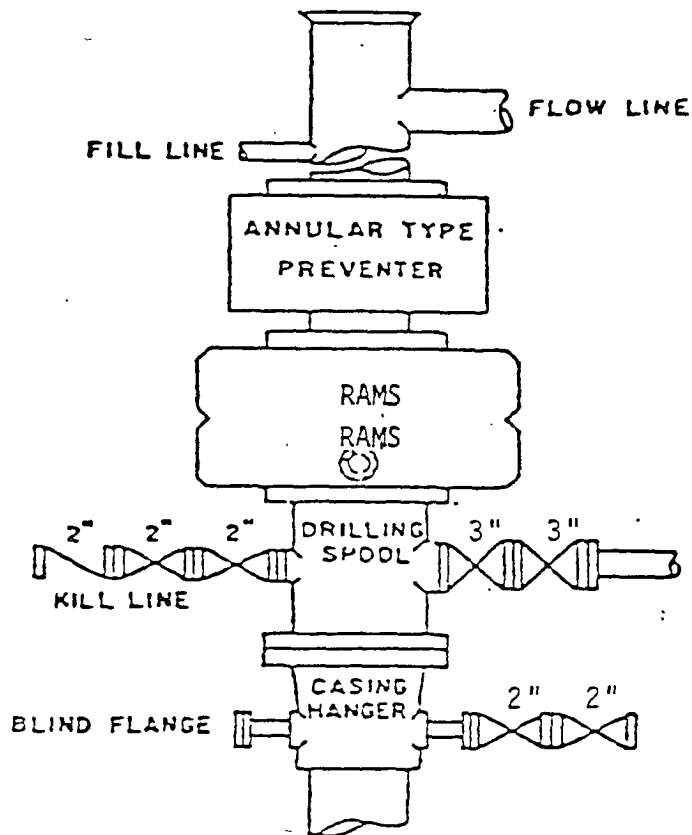 FLOW LINE
FILL LINE
ANNULAR TYPE
PREVENTER
RAMS
RAMS
2" 2" 2"
DRILLING
SPOOL
3" 3"
KILL LINE
CASING
HANGER
2" 2"
BLIND FLANGE